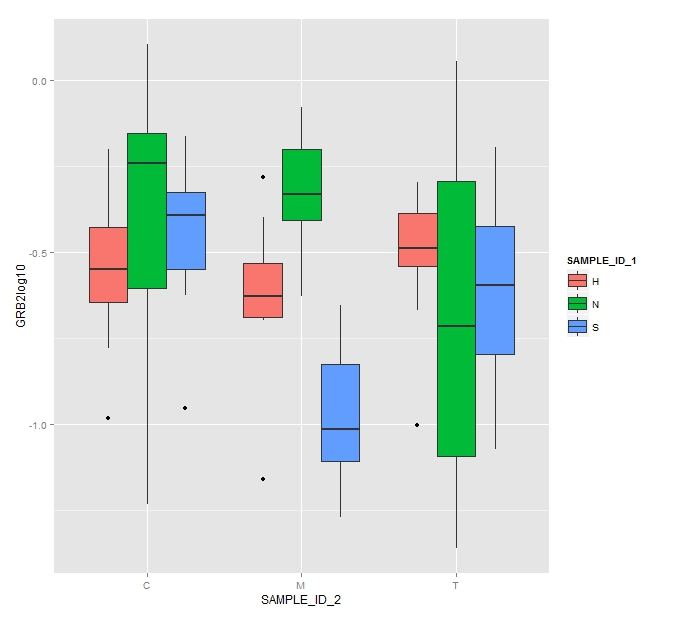 GRB2log10
0.0
-0.5
-1.0
C M T
SAMPLE_ID_2
SAMPLE_ID_1
H
N
S